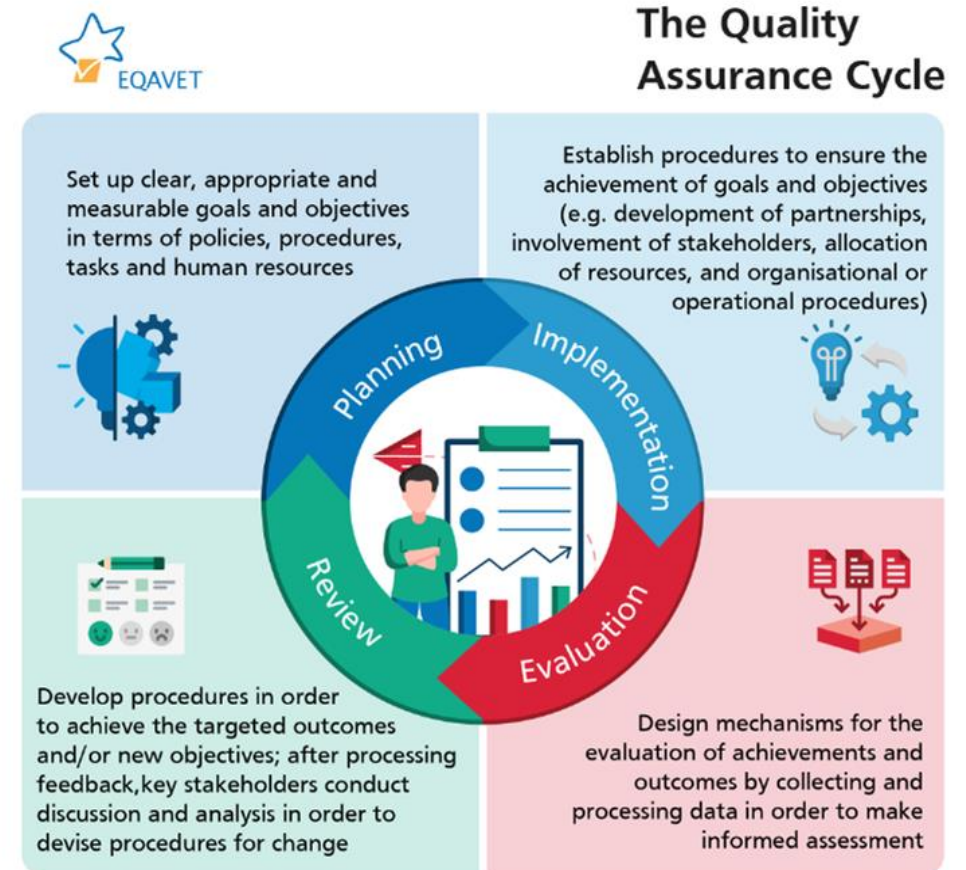 EQAVET
The Quality
Assurance Cycle
Set up clear, appropriate and
measurable goals and objectives
in terms of policies, procedures,
tasks and human resources
Establish procedures to ensure the
achievement of goals and objectives
(e.g. development of partnerships,
involvement of stakeholders, allocation
of resources, and organisational or
operational procedures)
Planning
Implementation
Review
Evaluation
Develop procedures in order
to achieve the targeted outcomes
and/or new objectives; after processing
feedback,key stakeholders conduct
discussion and analysis in order to
devise procedures for change
Design mechanisms for the
evaluation of achievements and
outcomes by collecting and
processing data in order to make
informed assessment